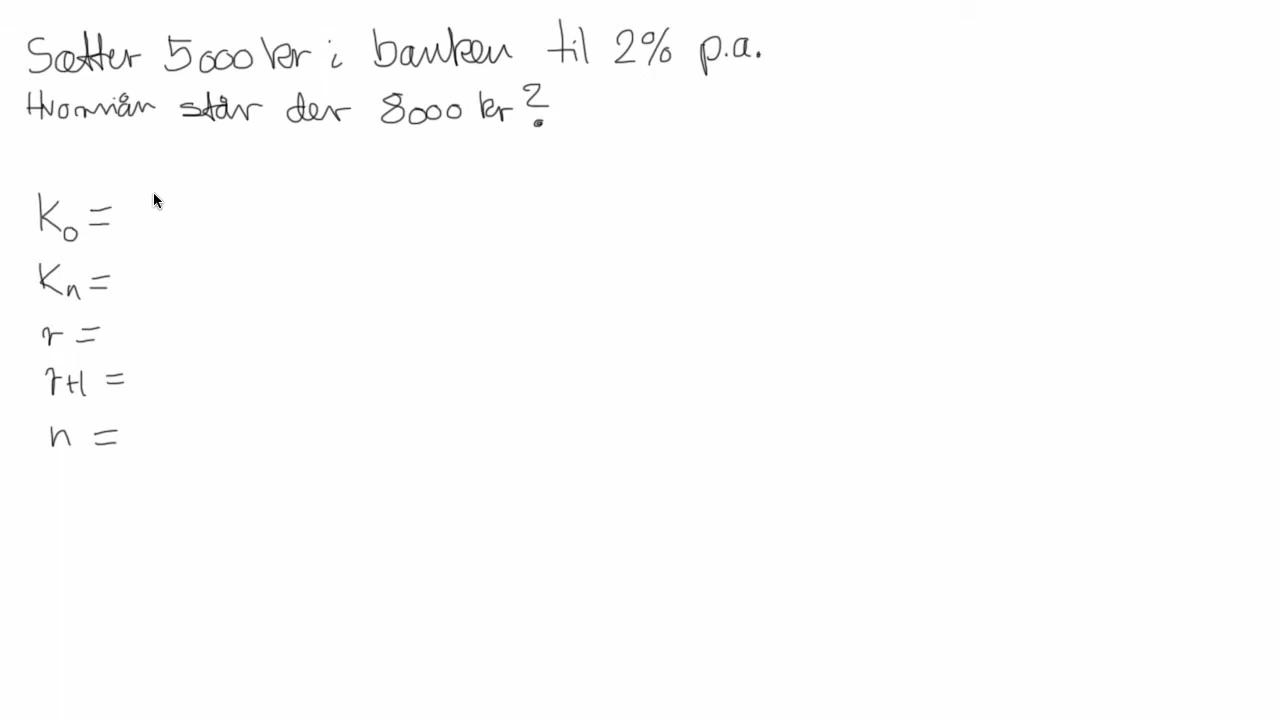 Sætter 5000 kr i banken til 2% p.a.
Hvornår står der 8000 kr?
K₀ =
Kₙ =
r =
r+1 =
n =